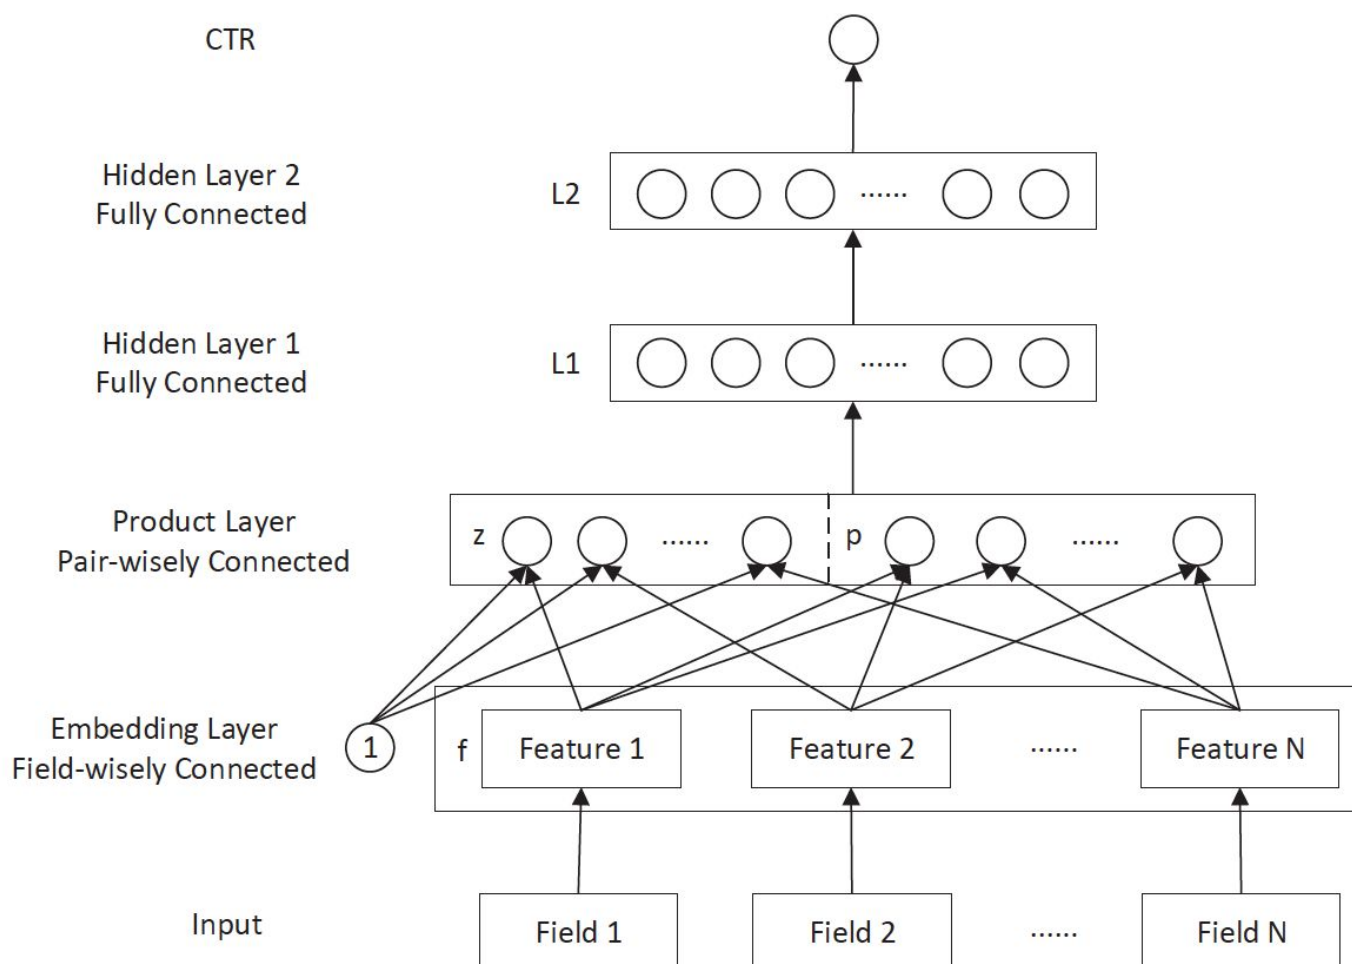 CTR
Hidden Layer 2
Fully Connected
L2
......
Hidden Layer 1
Fully Connected
L1
......
Product Layer
Pair-wisely Connected
z
......
p
......
Embedding Layer
Field-wisely Connected
1
f
Feature 1
Feature 2
......
Feature N
Input
Field 1
Field 2
......
Field N